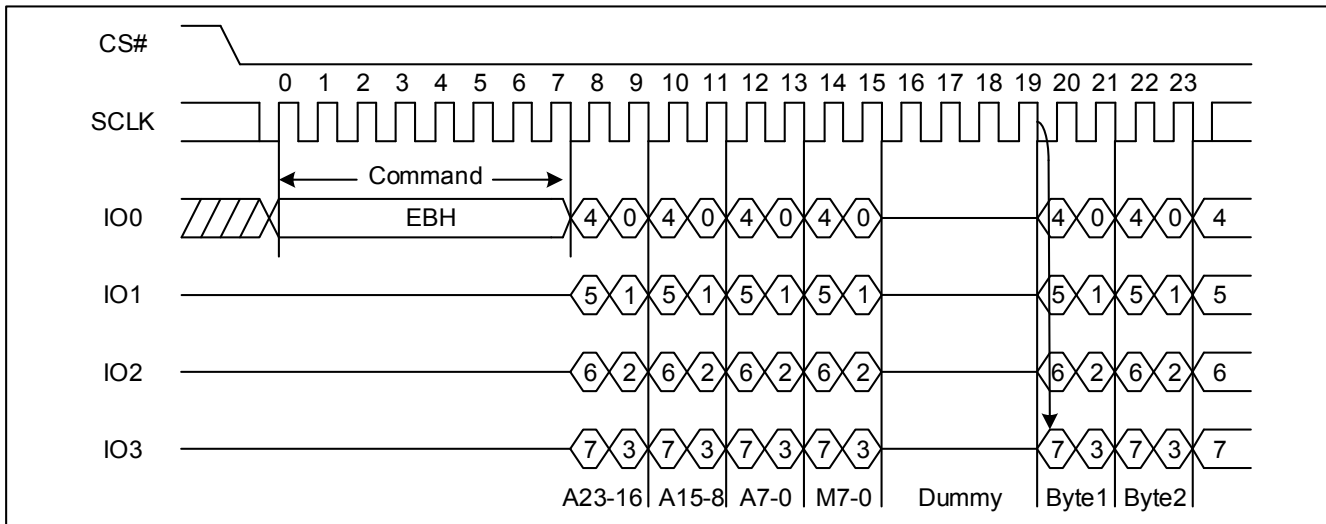 CS#
0 1 2 3 4 5 6 7 8 9 10 11 12 13 14 15 16 17 18 19 20 21 22 23
SCLK
Command
IO0 EBH 4 0 4 0 4 0 4 0 4 0 4 0 4
IO1 5 1 5 1 5 1 5 1 5 1 5 1 5
IO2 6 2 6 2 6 2 6 2 6 2 6 2 6
IO3 7 3 7 3 7 3 7 3 7 3 7 3 7
A23-16 A15-8 A7-0 M7-0 Dummy Byte1 Byte2